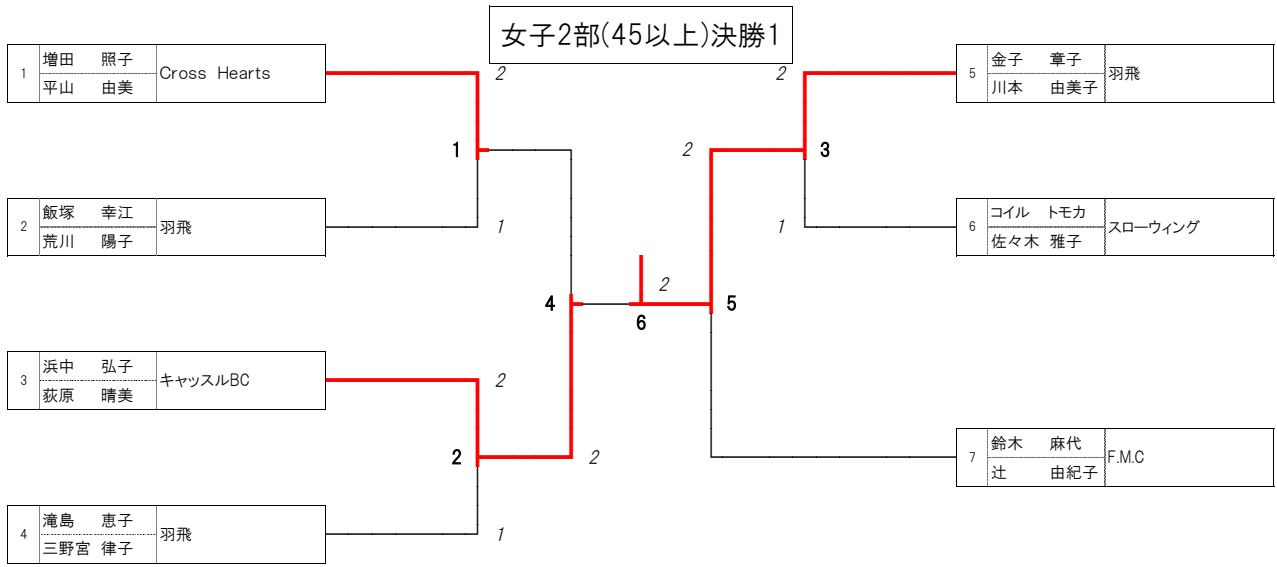 女子2部(45以上)決勝1
1 増田 照子 Cross Hearts
平山 由美
2
1
1
2 飯塚 幸江 羽飛
荒川 陽子
3 浜中 弘子 キャッスルBC
荻原 晴美
2
2
2
1
4 滝島 恵子 羽飛
三野宮 律子
4
6
2
5
5 金子 章子 羽飛
川本 由美子
2
2
3
1
6 コイル トモカ スローウィング
佐々木 雅子
7 鈴木 麻代 F.M.C
辻 由紀子